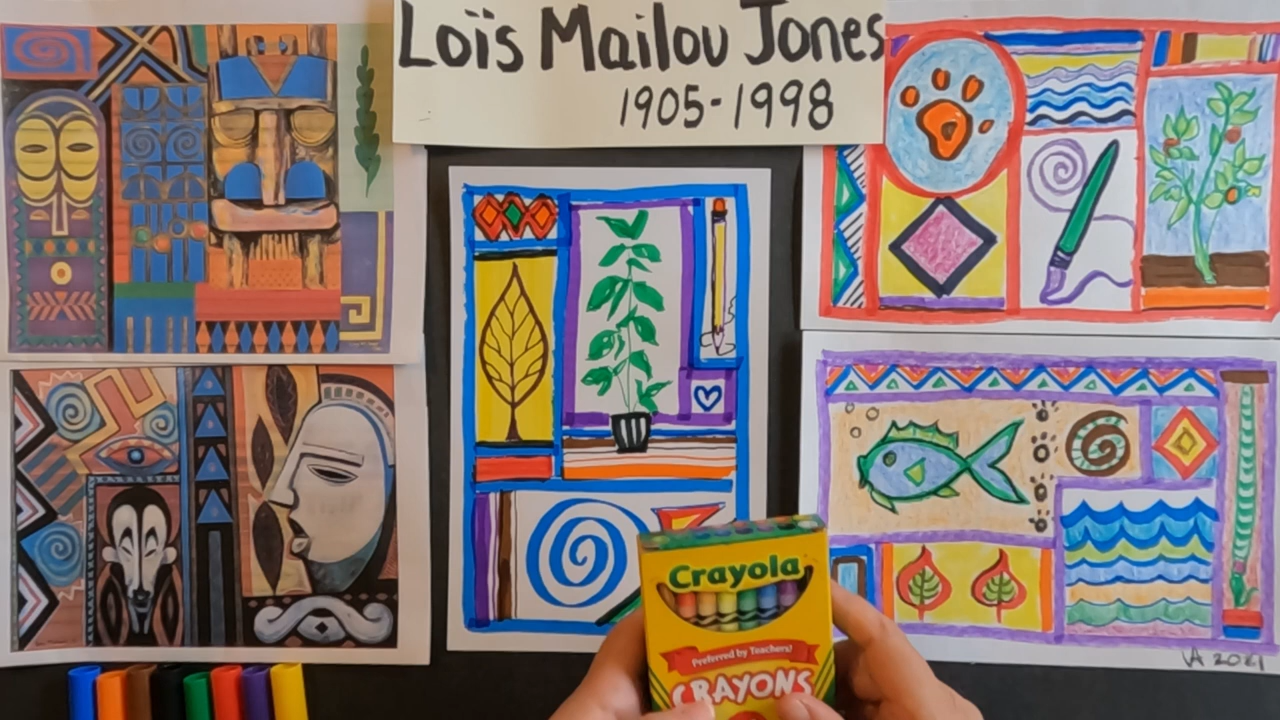 Loïs Mailou Jones
1905-1998
Crayola
Preferred by Teachers!
CRAYONS
VA 2021